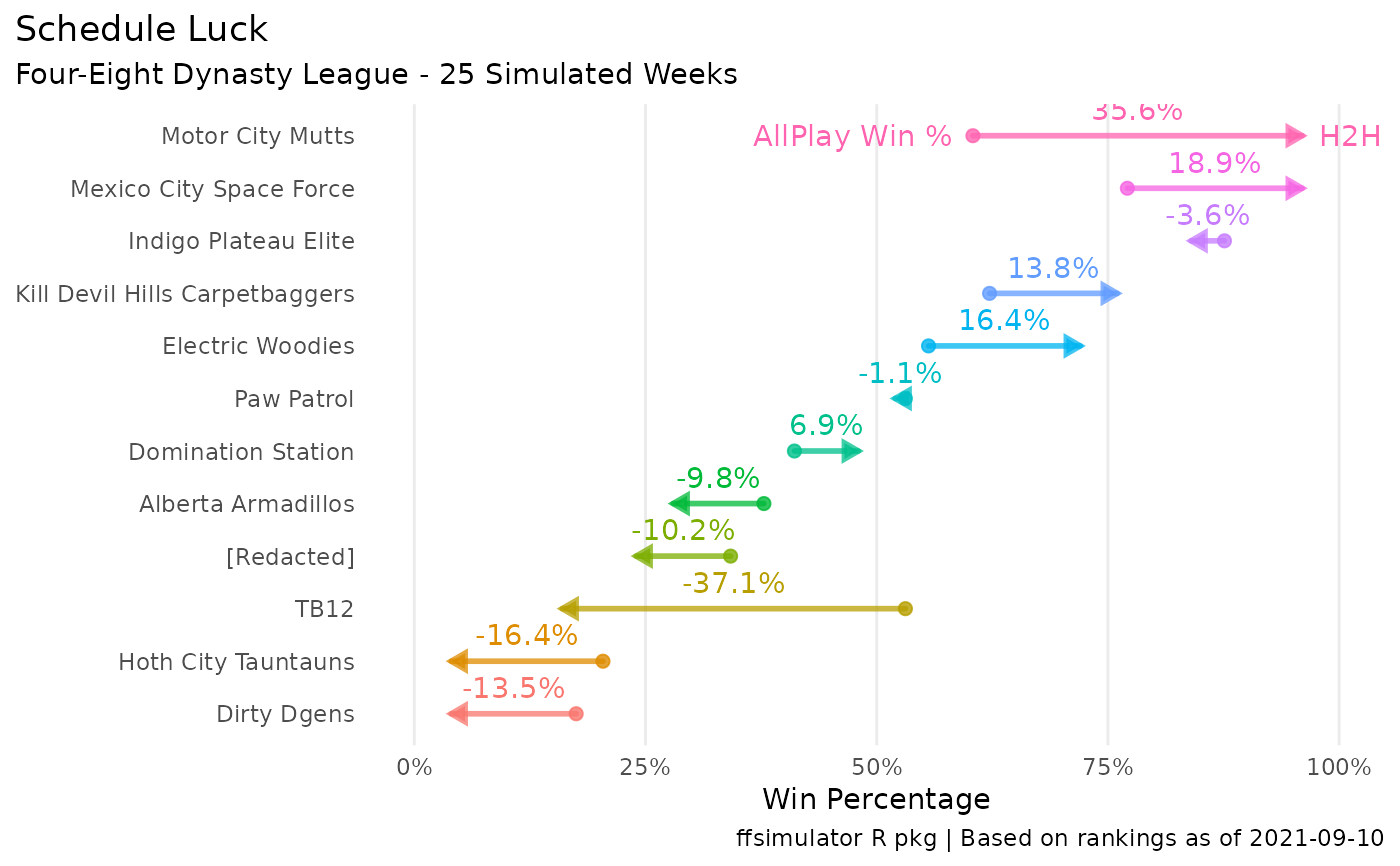 Schedule Luck
Four-Eight Dynasty League - 25 Simulated Weeks
35.6%
Motor City Mutts AllPlay Win % H2H
18.9%
Mexico City Space Force
-3.6%
Indigo Plateau Elite
13.8%
Kill Devil Hills Carpetbaggers
16.4%
Electric Woodies
-1.1%
Paw Patrol
6.9%
Domination Station
-9.8%
Alberta Armadillos
-10.2%
[Redacted]
-37.1%
TB12
-16.4%
Hoth City Tauntauns
-13.5%
Dirty Dgens
0% 25% 50% 75% 100%
Win Percentage
ffsimulator R pkg | Based on rankings as of 2021-09-10